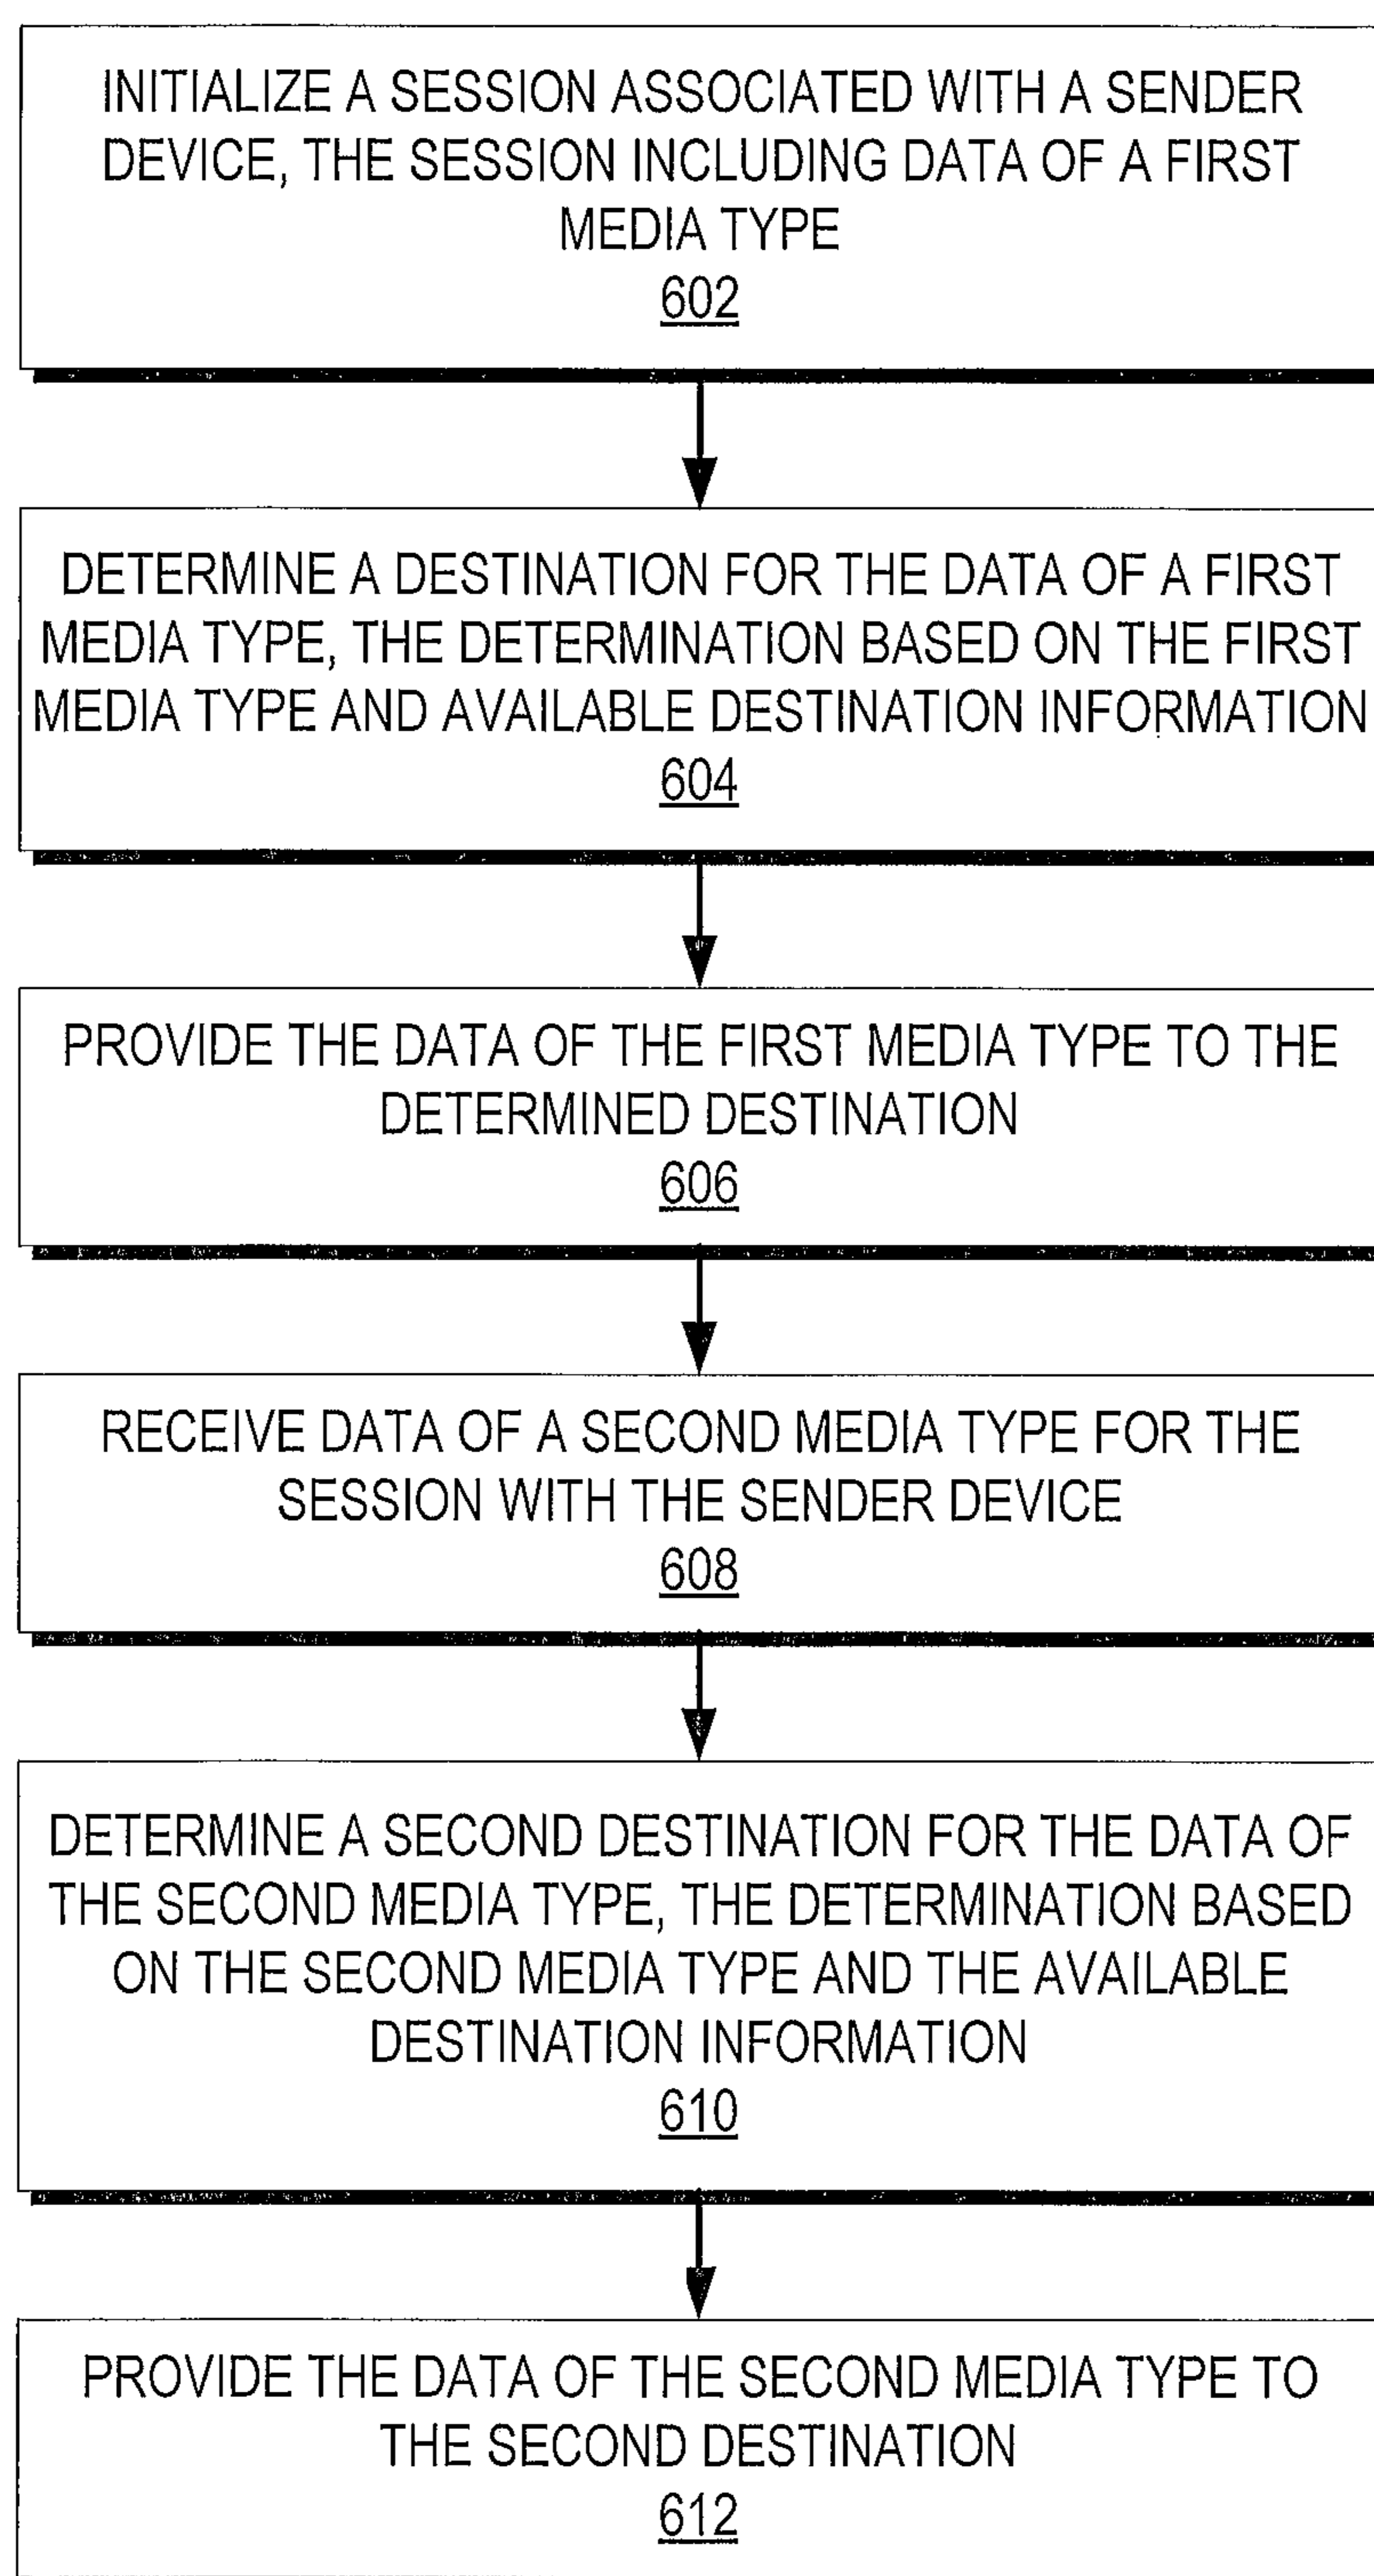 INITIALIZE A SESSION ASSOCIATED WITH A SENDER
DEVICE, THE SESSION INCLUDING DATA OF A FIRST
MEDIA TYPE
602
DETERMINE A DESTINATION FOR THE DATA OF A FIRST
MEDIA TYPE, THE DETERMINATION BASED ON THE FIRST
MEDIA TYPE AND AVAILABLE DESTINATION INFORMATION
604
PROVIDE THE DATA OF THE FIRST MEDIA TYPE TO THE
DETERMINED DESTINATION
606
RECEIVE DATA OF A SECOND MEDIA TYPE FOR THE
SESSION WITH THE SENDER DEVICE
608
DETERMINE A SECOND DESTINATION FOR THE DATA OF
THE SECOND MEDIA TYPE, THE DETERMINATION BASED
ON THE SECOND MEDIA TYPE AND THE AVAILABLE
DESTINATION INFORMATION
610
PROVIDE THE DATA OF THE SECOND MEDIA TYPE TO
THE SECOND DESTINATION
612